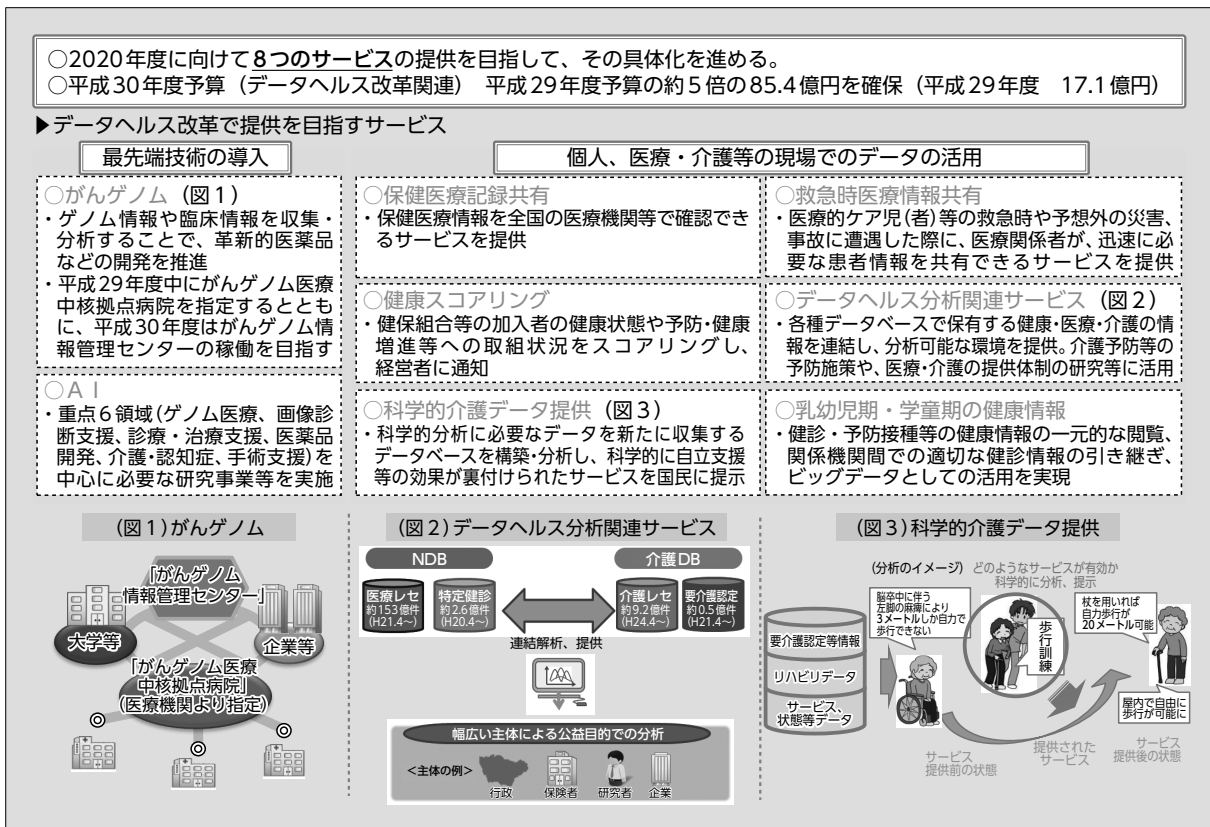 ○2020年度に向けて8つのサービスの提供を目指して、その具体化を進める。
○平成30年度予算（データヘルス改革関連）　平成29年度予算の約5倍の85.4億円を確保（平成29年度　17.1億円）
▶データヘルス改革で提供を目指すサービス
最先端技術の導入
○がんゲノム（図1）
・ゲノム情報や臨床情報を収集・
分析することで、革新的医薬品
などの開発を推進
・平成29年度中にがんゲノム医療
中核拠点病院を指定するととも
に、平成30年度はがんゲノム情
報管理センターの稼働を目指す
○ＡＩ
・重点6領域（ゲノム医療、画像診
断支援、診療・治療支援、医薬品
開発、介護・認知症、手術支援）を
中心に必要な研究事業等を実施
個人、医療・介護等の現場でのデータの活用
○保健医療記録共有
・保健医療情報を全国の医療機関等で確認でき
るサービスを提供
○健康スコアリング
・健保組合等の加入者の健康状態や予防・健康
増進等への取組状況をスコアリングし、
経営者に通知
○科学的介護データ提供（図3）
・科学的分析に必要なデータを新たに収集する
データベースを構築・分析し、科学的に自立支援
等の効果が裏付けられたサービスを国民に提示
○救急時医療情報共有
・医療的ケア児（者）等の救急時や予想外の災害、
事故に遭遇した際に、医療関係者が、迅速に必
要な患者情報を共有できるサービスを提供
○データヘルス分析関連サービス（図2）
・各種データベースで保有する健康・医療・介護の情
報を連結し、分析可能な環境を提供。介護予防等の
予防施策や、医療・介護の提供体制の研究等に活用
○乳幼児期・学童期の健康情報
・健診・予防接種等の健康情報の一元的な閲覧、
関係機関間での適切な健診情報の引き継ぎ、
ビッグデータとしての活用を実現
（図1）がんゲノム
「がんゲノム
情報管理センター」
大学等
企業等
「がんゲノム医療
中核拠点病院」
（医療機関より指定）
（図2）データヘルス分析関連サービス
NDB
介護DB
医療レセ
約153億件
（H21.4〜）
特定健診
約2.6億件
（H20.4〜）
介護レセ
約9.2億件
（H24.4〜）
要介護認定
約0.5億件
（H21.4〜）
連結解析、提供
幅広い主体による公益目的での分析
＜主体の例＞
行政
保険者
研究者
企業
（図3）科学的介護データ提供
（分析のイメージ）
どのようなサービスが有効か
科学的に分析、提示
脳卒中に伴う
左脚の麻痺により
3メートルしか自力で
歩行できない
杖を用いれば
自力歩行が
20メートル可能
歩行訓練
要介護認定等情報
リハビリデータ
サービス、
状態等データ
屋内で自由に
歩行が可能に
サービス
提供前の状態
提供された
サービス
サービス
提供後の状態